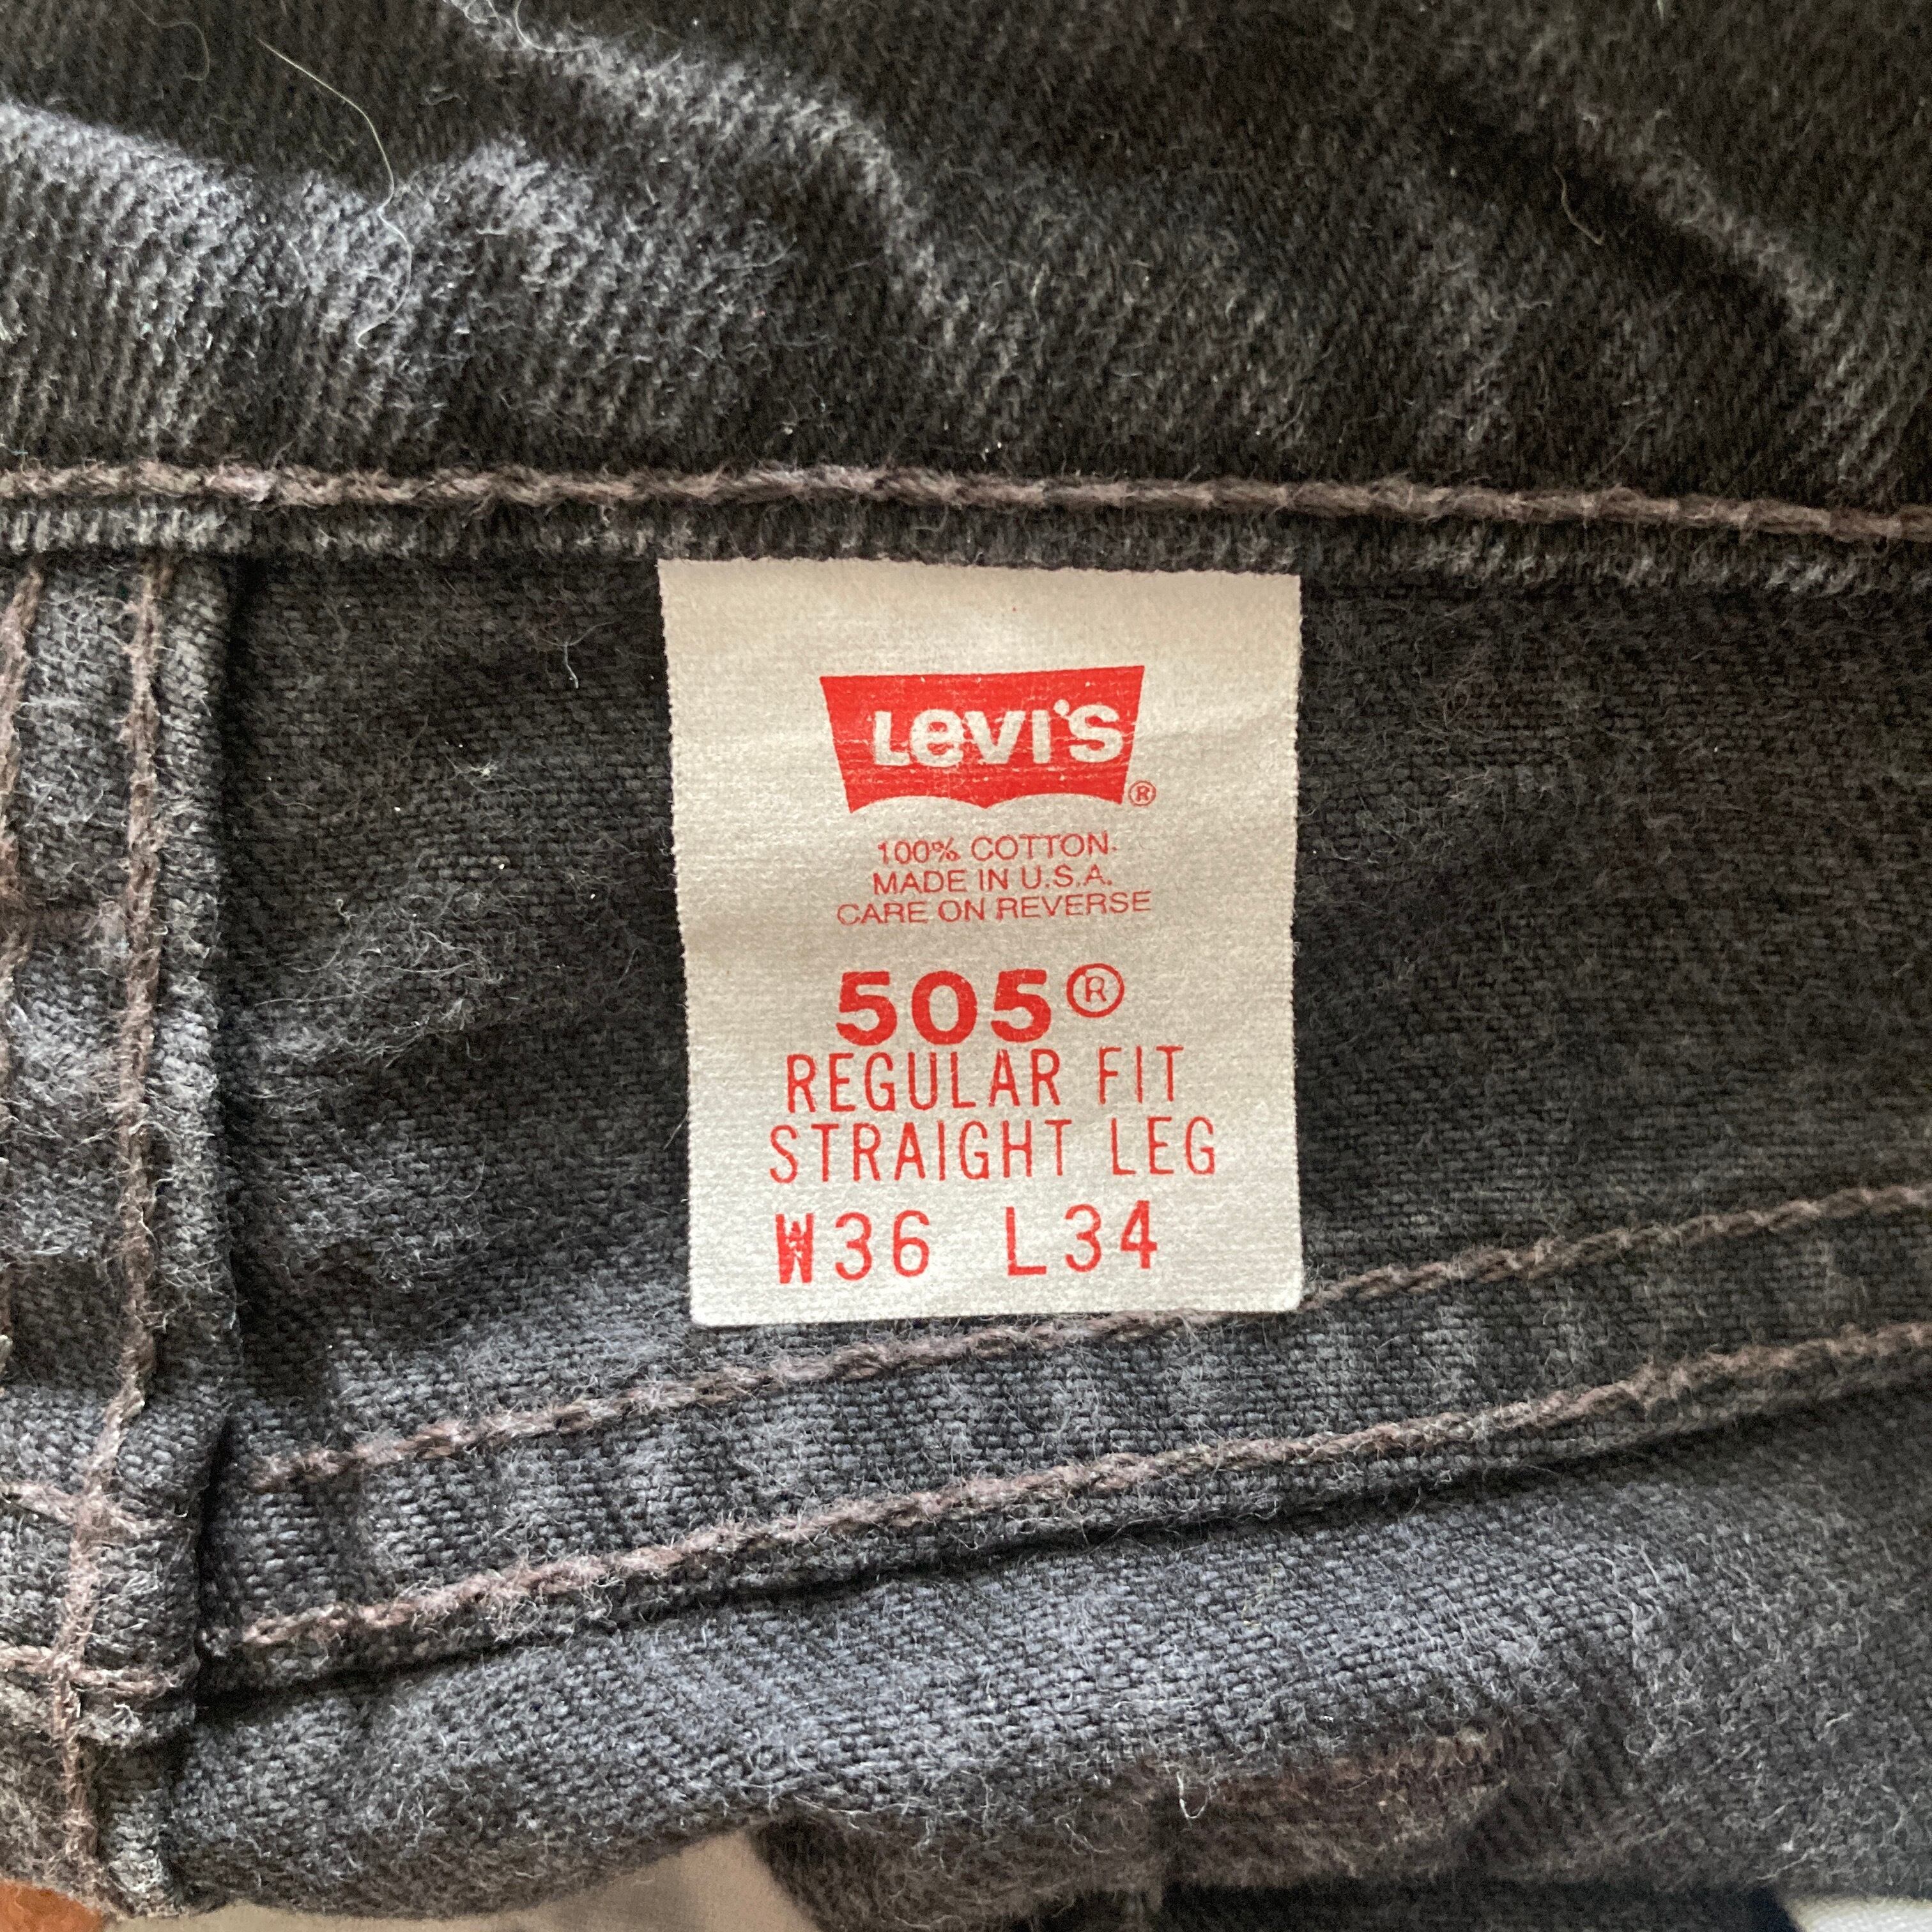 LEVI'S ®
100% COTTON
MADE IN U.S.A.
CARE ON REVERSE
505®
REGULAR FIT
STRAIGHT LEG
W36 L34